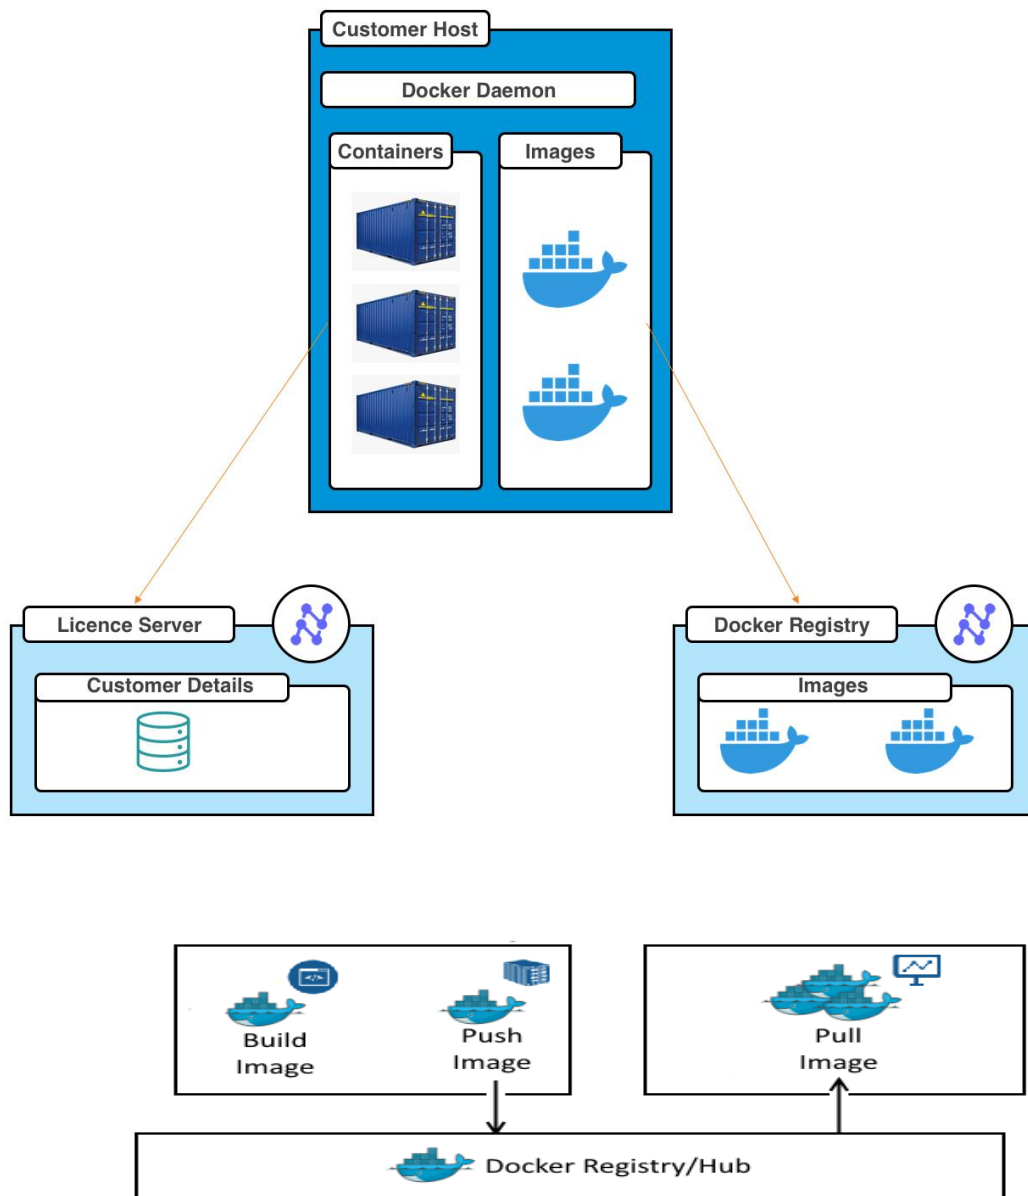 Customer Host
Docker Daemon
Containers
Images
Licence Server
Docker Registry
Customer Details
Images
Build
Image
Push
Image
Pull
Image
Docker Registry/Hub